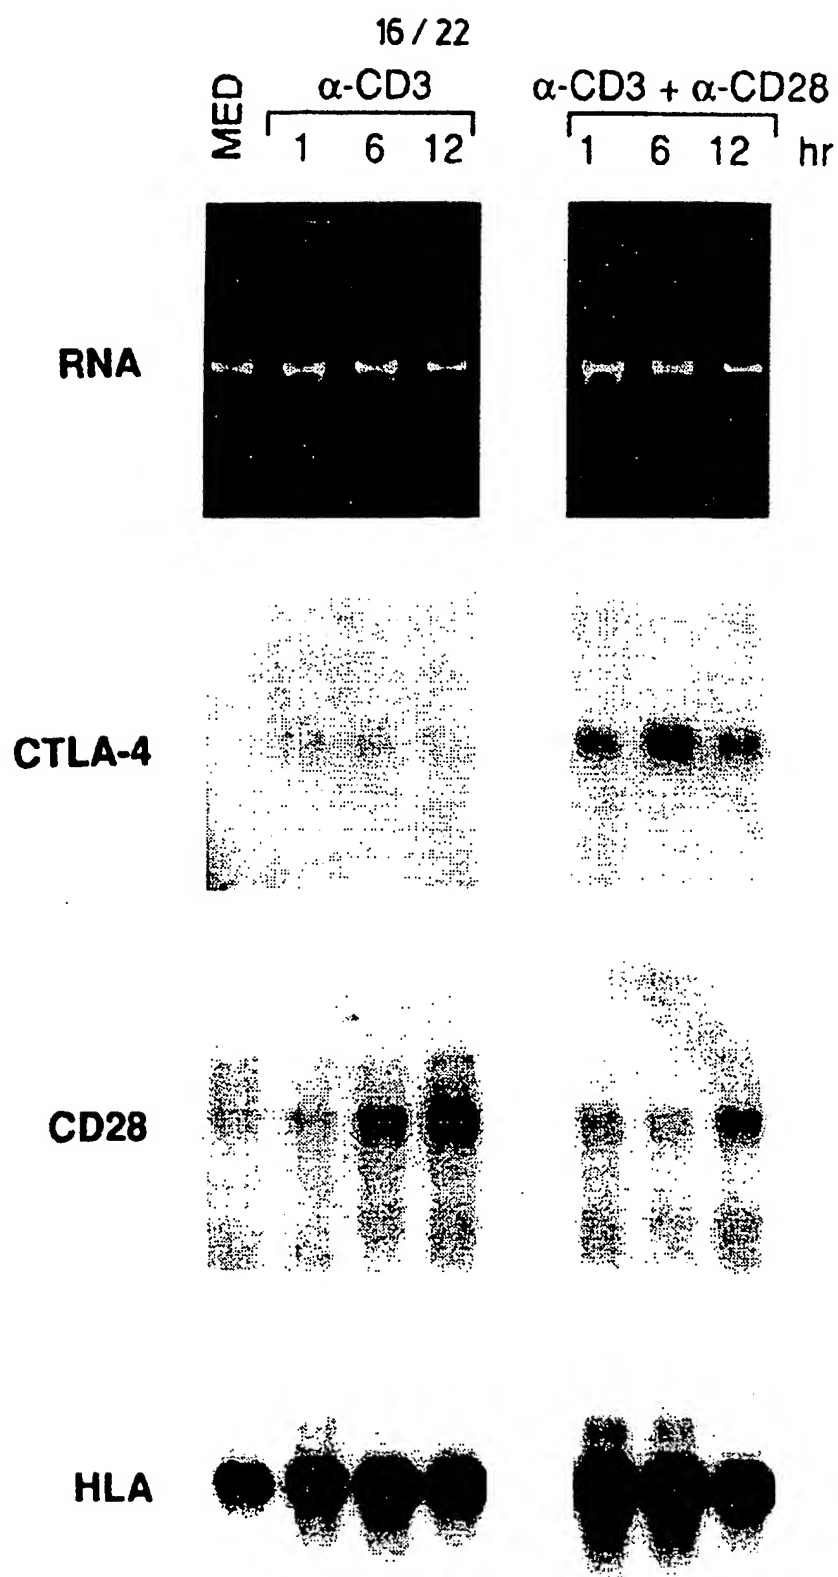 16 / 22
MED α-CD3 α-CD3 + α-CD28
1 6 12 1 6 12 hr
RNA
CTLA-4
CD28
HLA